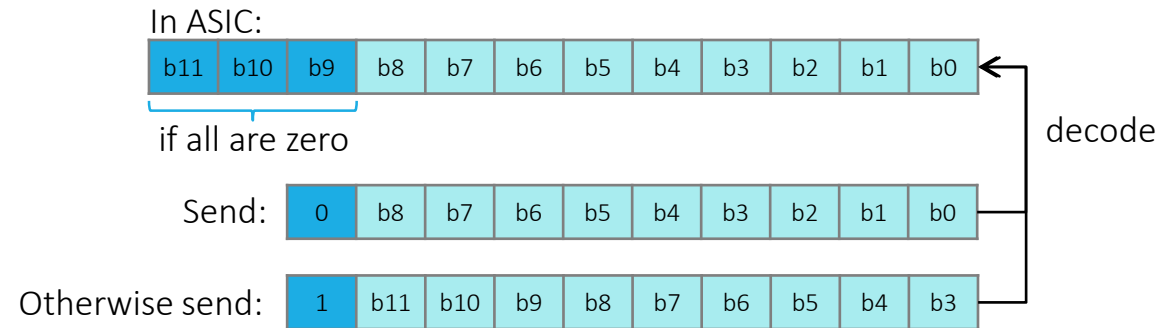 In ASIC:
b11 b10 b9 b8 b7 b6 b5 b4 b3 b2 b1 b0
if all are zero
decode
Send: 0 b8 b7 b6 b5 b4 b3 b2 b1 b0
Otherwise send: 1 b11 b10 b9 b8 b7 b6 b5 b4 b3